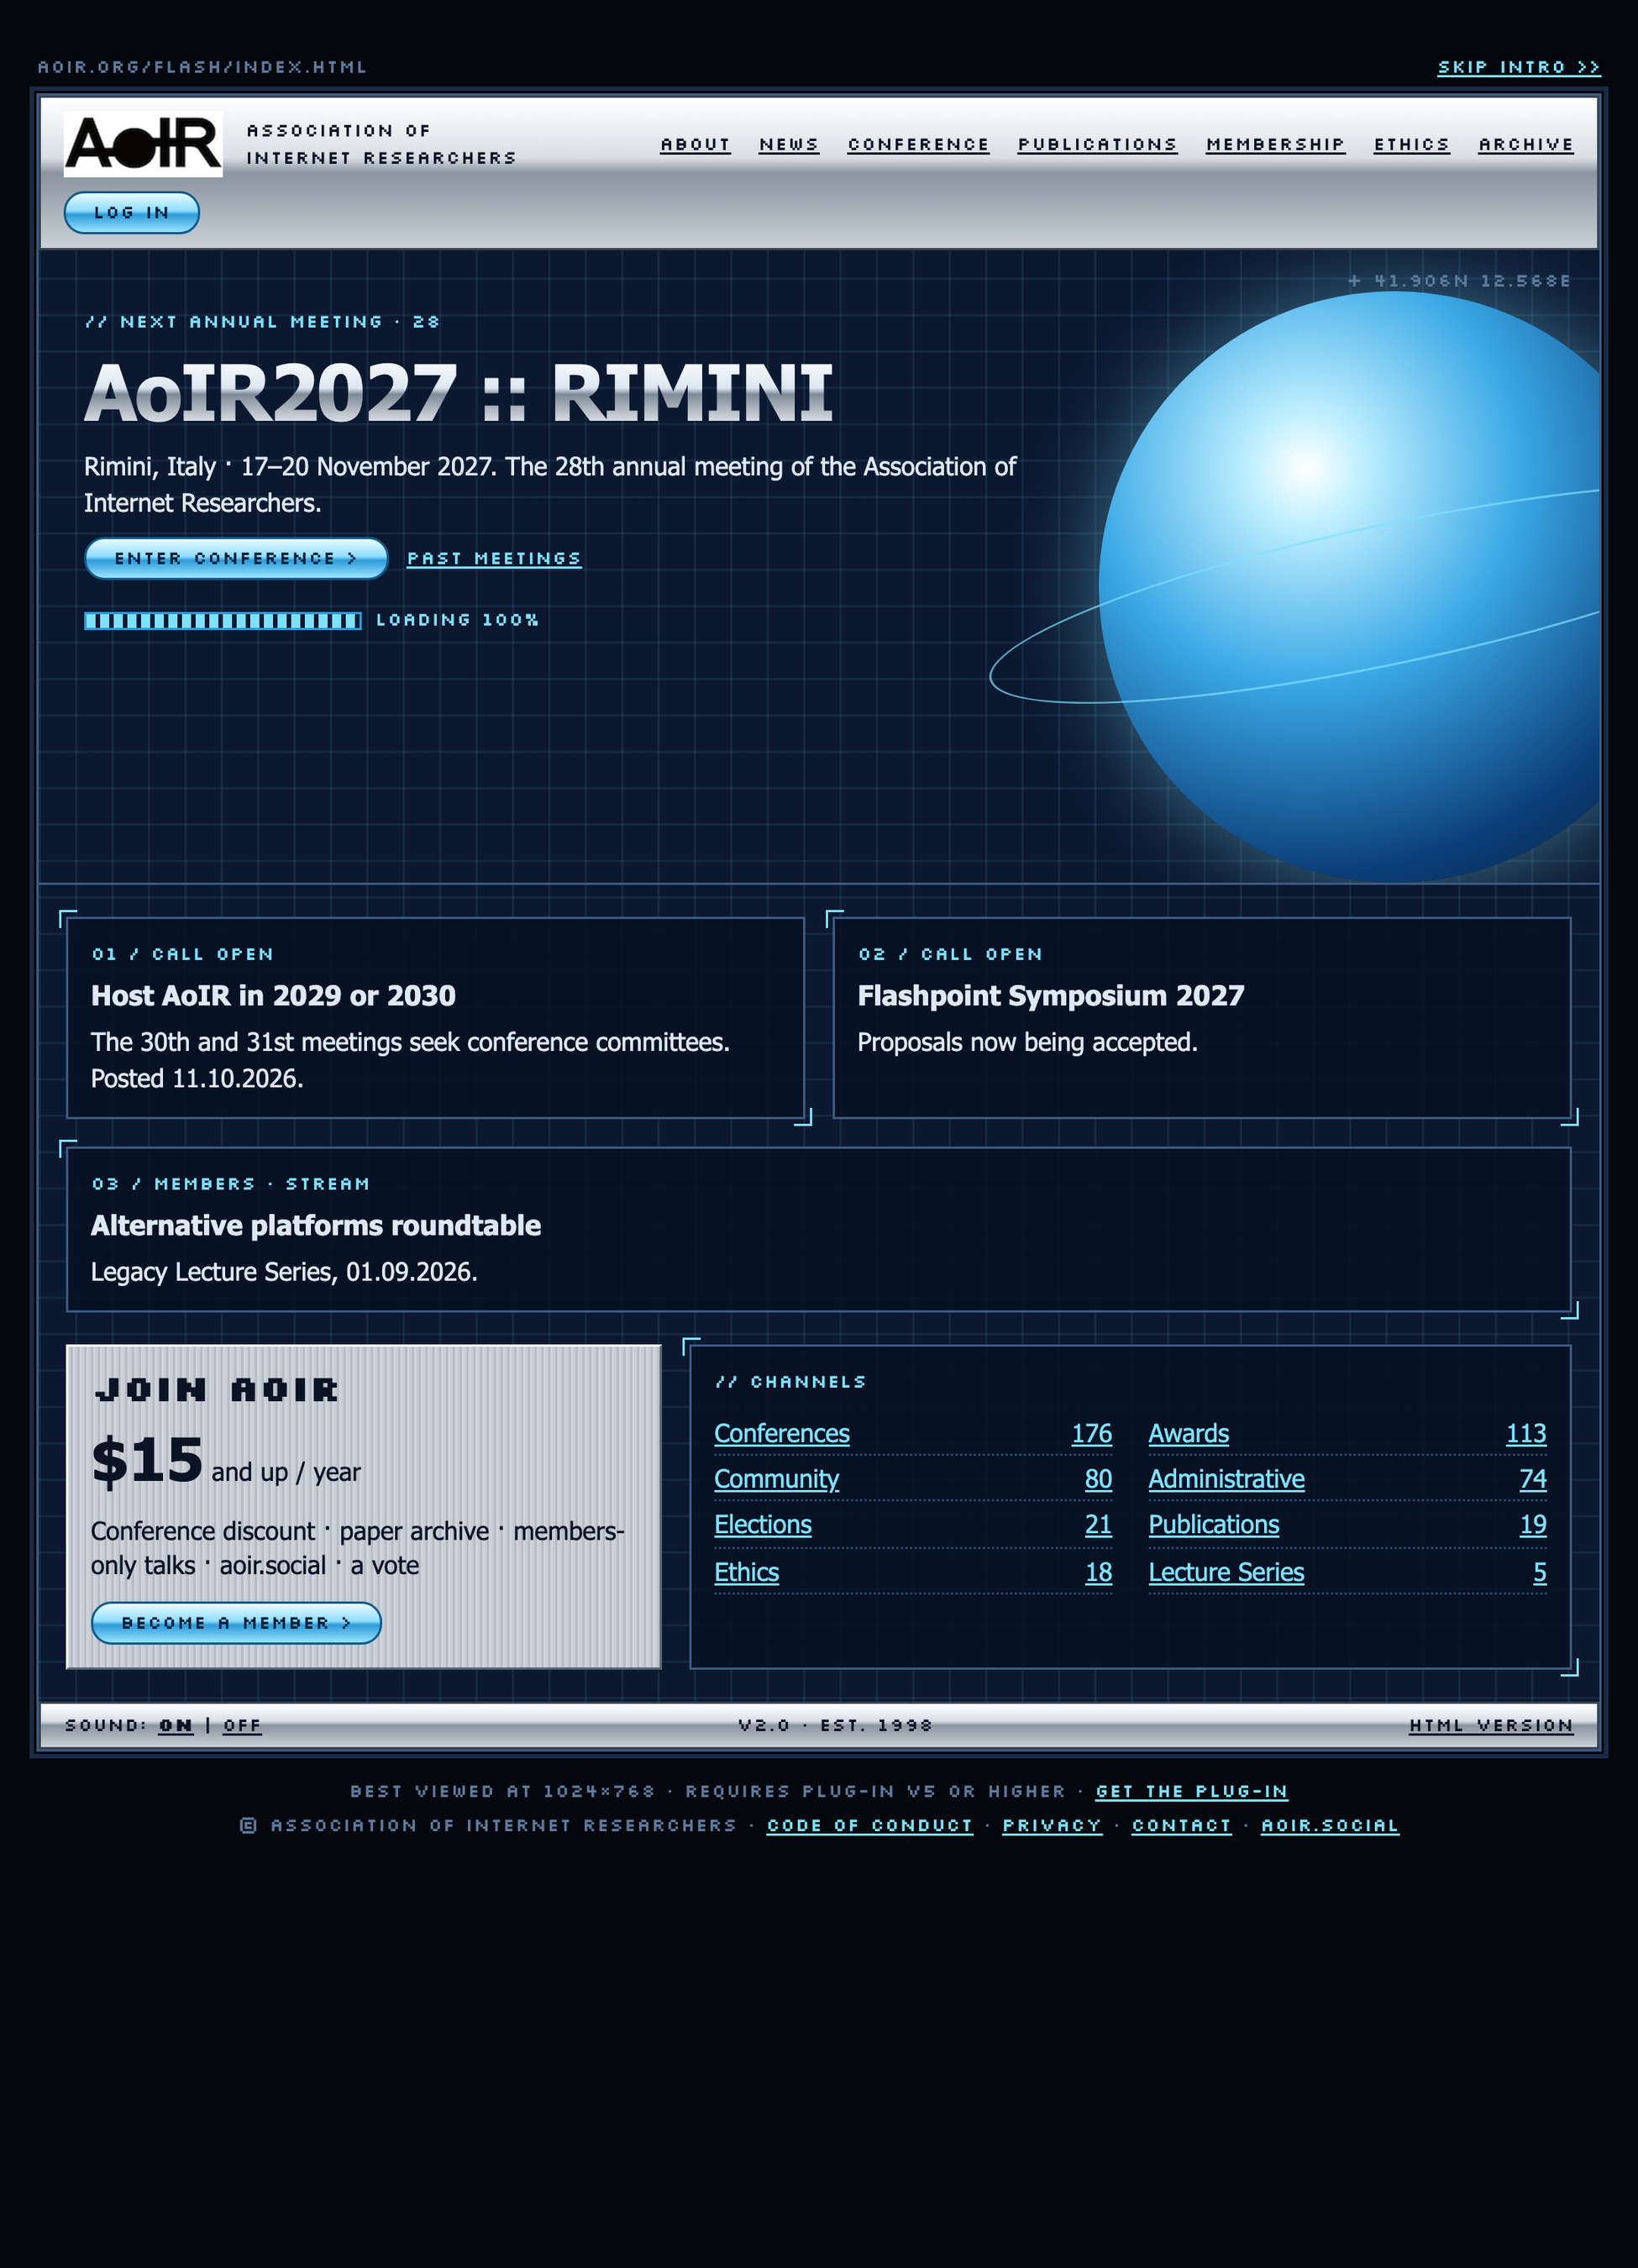 AOIR.ORG/FLASH/INDEX.HTML
SKIP INTRO >>
AoIR
ASSOCIATION OF
INTERNET RESEARCHERS
ABOUT NEWS CONFERENCE PUBLICATIONS MEMBERSHIP ETHICS ARCHIVE
LOG IN
+ 41.906N 12.568E
// NEXT ANNUAL MEETING · 28
AoIR2027 :: RIMINI
Rimini, Italy · 17–20 November 2027. The 28th annual meeting of the Association of
Internet Researchers.
ENTER CONFERENCE > PAST MEETINGS
LOADING 100%
01 / CALL OPEN
Host AoIR in 2029 or 2030
The 30th and 31st meetings seek conference committees.
Posted 11.10.2026.
02 / CALL OPEN
Flashpoint Symposium 2027
Proposals now being accepted.
03 / MEMBERS · STREAM
Alternative platforms roundtable
Legacy Lecture Series, 01.09.2026.
JOIN AOIR
$15 and up / year
Conference discount · paper archive · members-
only talks · aoir.social · a vote
BECOME A MEMBER >
// CHANNELS
Conferences 176 Awards 113
Community 80 Administrative 74
Elections 21 Publications 19
Ethics 18 Lecture Series 5
SOUND: ON | OFF
V2.0 · EST. 1998
HTML VERSION
BEST VIEWED AT 1024×768 · REQUIRES PLUG-IN V5 OR HIGHER · GET THE PLUG-IN
© ASSOCIATION OF INTERNET RESEARCHERS · CODE OF CONDUCT · PRIVACY · CONTACT · AOIR.SOCIAL